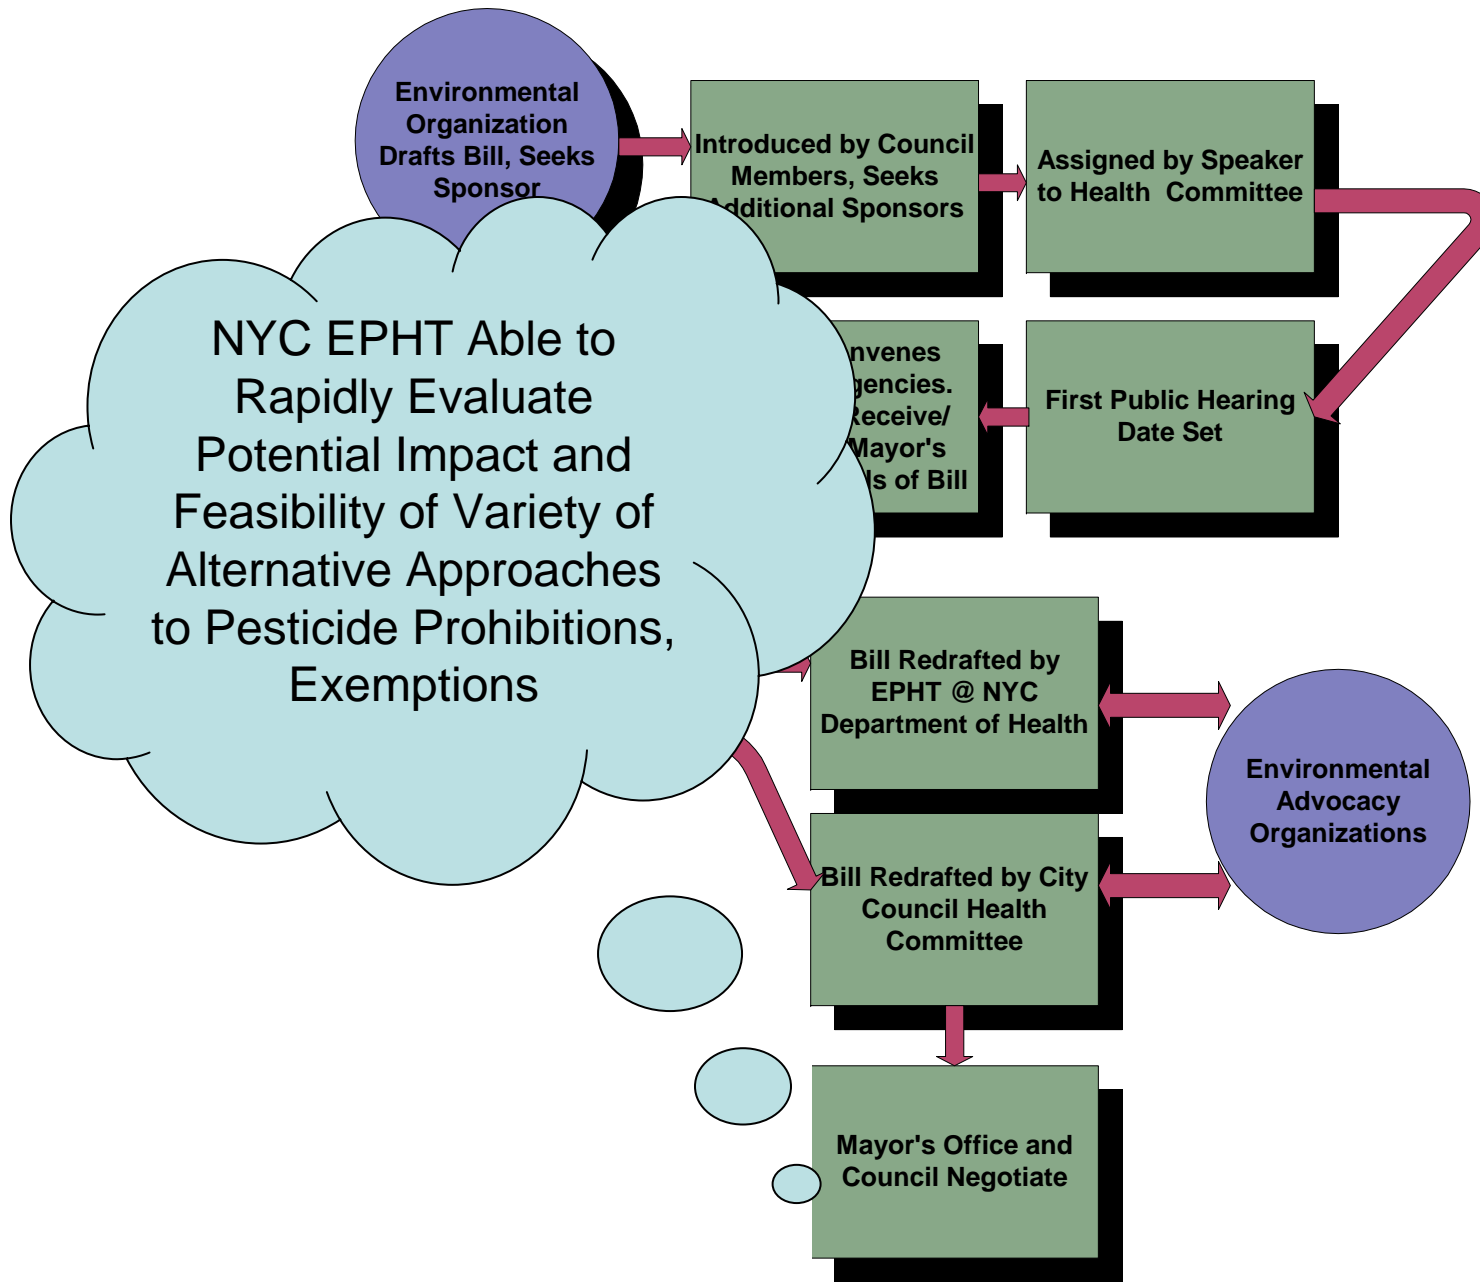 Environmental
Organization
Drafts Bill, Seeks
Sponsor
Introduced by Council
Members, Seeks
Additional Sponsors
Assigned by Speaker
to Health Committee
NYC EPHT Able to
Rapidly Evaluate
Potential Impact and
Feasibility of Variety of
Alternative Approaches
to Pesticide Prohibitions,
Exemptions
Receive/
Mayor's
of Bill
First Public Hearing
Date Set
Bill Redrafted by
EPHT @ NYC
Department of Health
Environmental
Advocacy
Organizations
Bill Redrafted by City
Council Health
Committee
Mayor's Office and
Council Negotiate